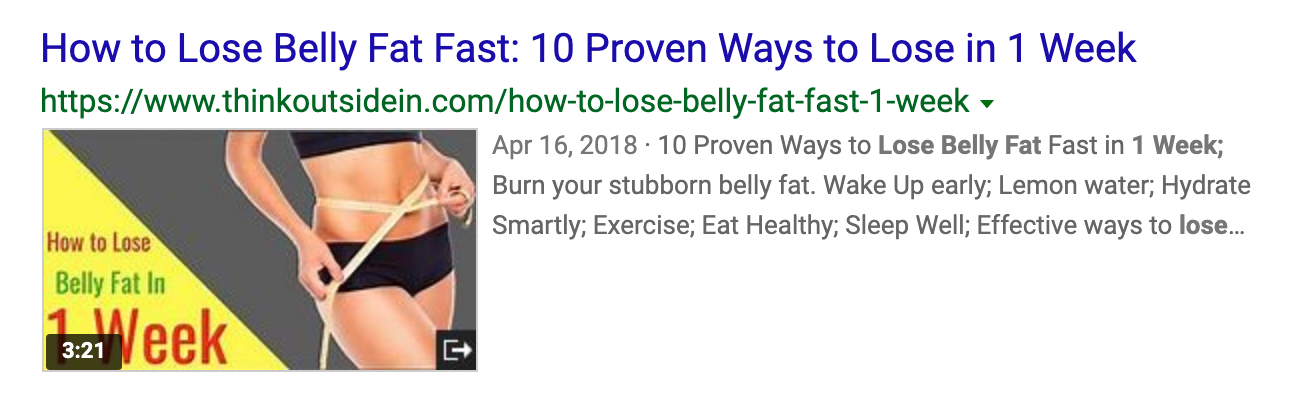 How to Lose Belly Fat Fast: 10 Proven Ways to Lose in 1 Week
https://www.thinkoutsidein.com/how-to-lose-belly-fat-fast-1-week
Apr 16, 2018 · 10 Proven Ways to Lose Belly Fat Fast in 1 Week;
Burn your stubborn belly fat. Wake Up early; Lemon water; Hydrate
Smartly; Exercise; Eat Healthy; Sleep Well; Effective ways to lose...
How to Lose
Belly Fat In
1 Week
3:21